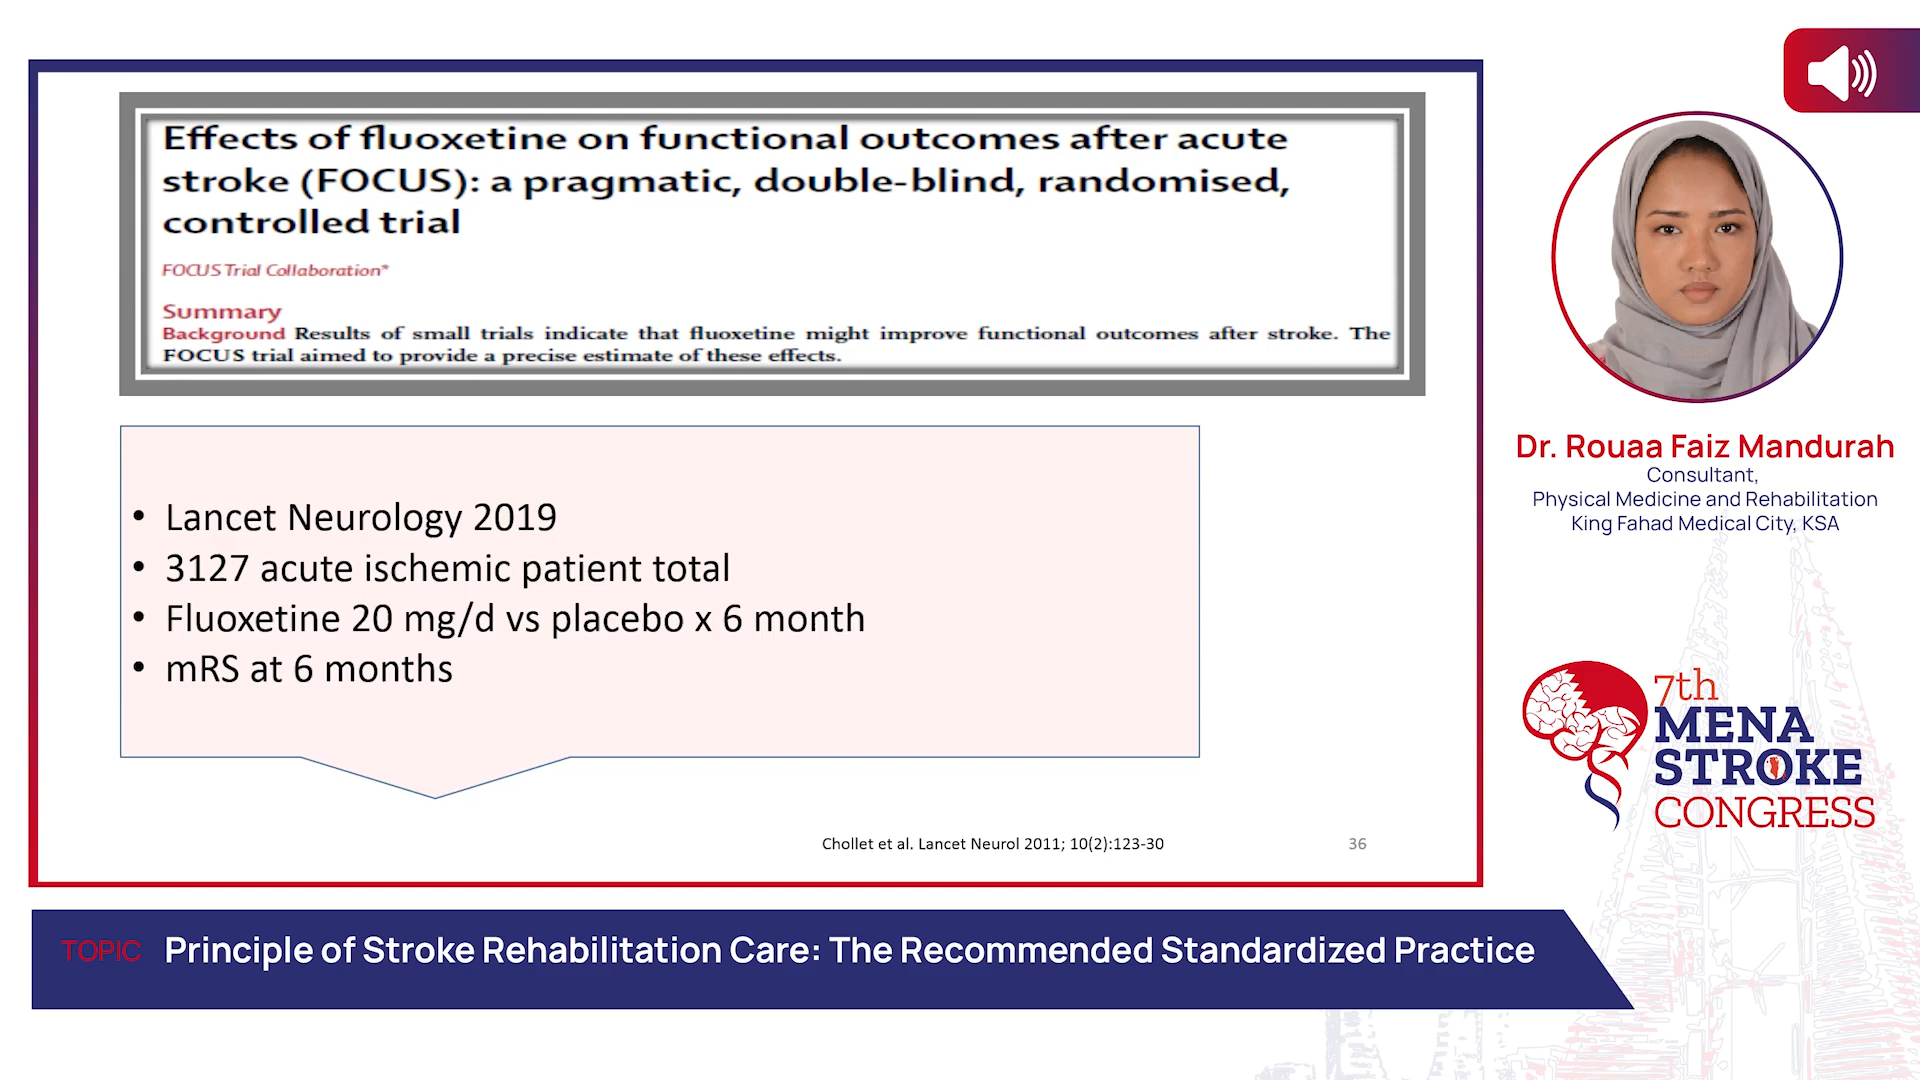 Effects of fluoxetine on functional outcomes after acute
stroke (FOCUS): a pragmatic, double-blind, randomised,
controlled trial
FOCUS Trial Collaboration*
Summary
Background Results of small trials indicate that fluoxetine might improve functional outcomes after stroke. The
FOCUS trial aimed to provide a precise estimate of these effects.
• Lancet Neurology 2019
• 3127 acute ischemic patient total
• Fluoxetine 20 mg/d vs placebo x 6 month
• mRS at 6 months
Chollet et al. Lancet Neurol 2011; 10(2):123-30
36
Dr. Rouaa Faiz Mandurah
Consultant,
Physical Medicine and Rehabilitation
King Fahad Medical City, KSA
7th
MENA
STROKE
CONGRESS
TOPIC Principle of Stroke Rehabilitation Care: The Recommended Standardized Practice